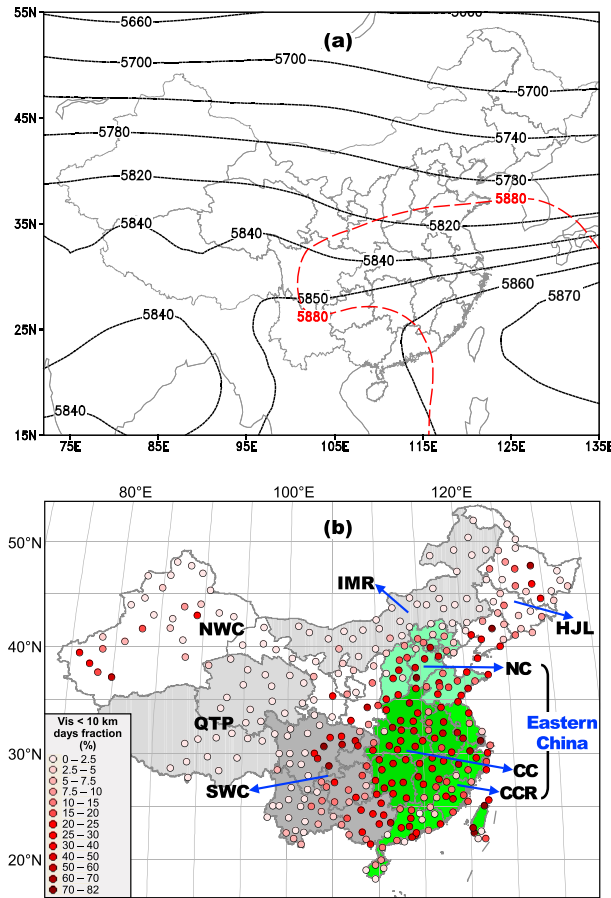 5660
(a)
5700
5700
45N
5740
5780
5780
5820
5880
35N
5840
5840
5820
5840
5850
5860
5870
5880
25N
5840
5840
15N
75E
85E
95E
105E
115E
125E
135E
80°E
100°E
120°E
(b)
50°N
IMR
NWC
HJL
40°N
NC
QTP
Eastern
China
Vis < 10 km
days fraction
(%)
30°N
CC
SWC
CCR
0 – 2.5
2.5 – 5
5 – 7.5
7.5 – 10
10 – 15
15 – 20
20 – 25
25 – 30
30 – 40
40 – 50
50 – 60
60 – 70
70 – 82
20°N